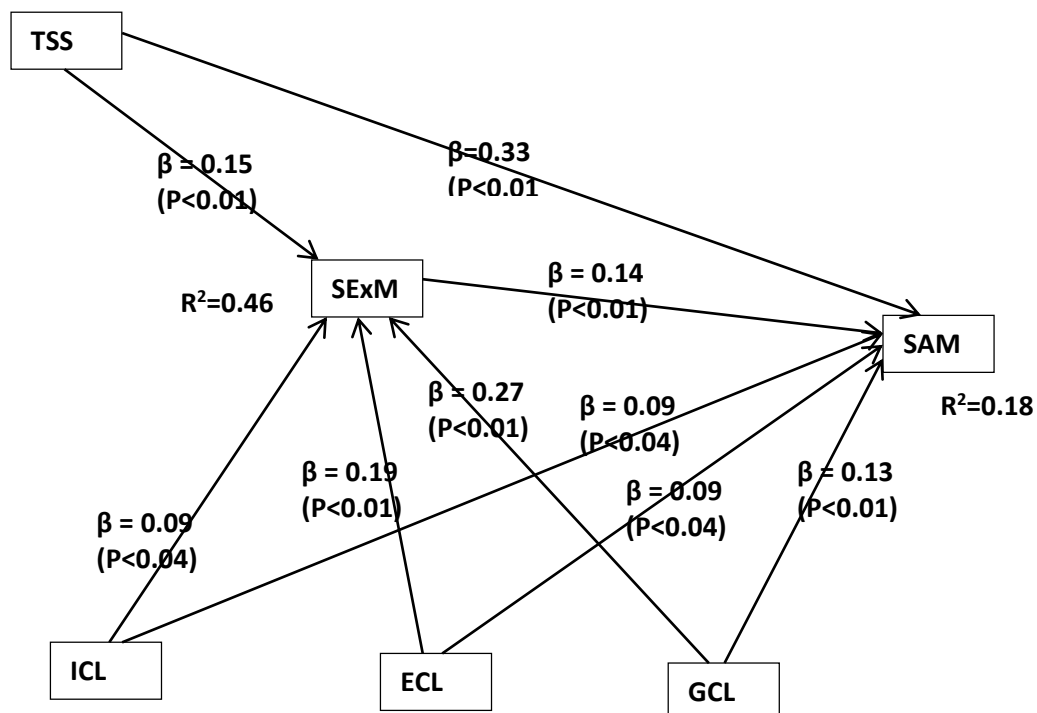 TSS
β = 0.15
(P<0.01)
β=0.33
(P<0.01
SExM
R²=0.46
β = 0.14
(P<0.01)
SAM
R²=0.18
β = 0.27
(P<0.01)
β = 0.09
(P<0.04)
β = 0.19
(P<0.01)
β = 0.09
(P<0.04)
β = 0.13
(P<0.01)
β = 0.09
(P<0.04)
ICL
ECL
GCL